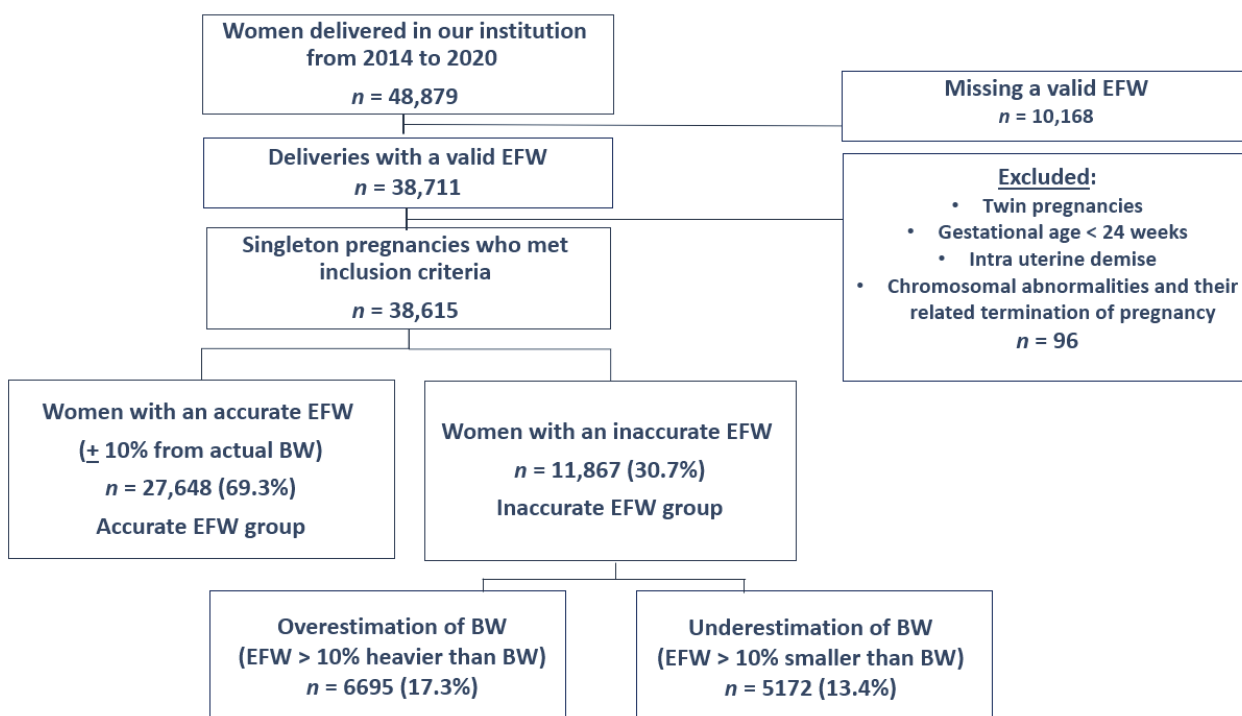 Women delivered in our institution
from 2014 to 2020
n = 48,879
Missing a valid EFW
n = 10,168
Deliveries with a valid EFW
n = 38,711
Excluded:
• Twin pregnancies
• Gestational age < 24 weeks
• Intra uterine demise
• Chromosomal abnormalities and their
related termination of pregnancy
n = 96
Singleton pregnancies who met
inclusion criteria
n = 38,615
Women with an accurate EFW
(± 10% from actual BW)
n = 27,648 (69.3%)
Accurate EFW group
Women with an inaccurate EFW
n = 11,867 (30.7%)
Inaccurate EFW group
Overestimation of BW
(EFW > 10% heavier than BW)
n = 6695 (17.3%)
Underestimation of BW
(EFW > 10% smaller than BW)
n = 5172 (13.4%)